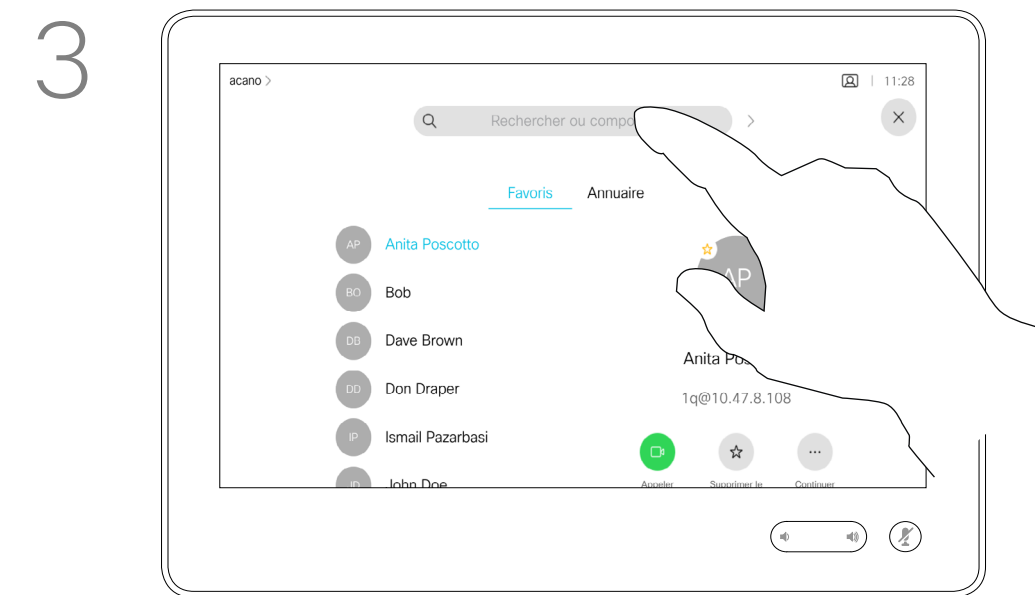 3
acano >
11:28
Rechercher ou compo
Favoris Annuaire
AP Anita Poscotto
AP
BO Bob
DB Dave Brown
Anita Pos
DD Don Draper
1q@10.47.8.108
IP Ismail Pazarbasi
JD John Doe
Appeler Supprimer le Continuer